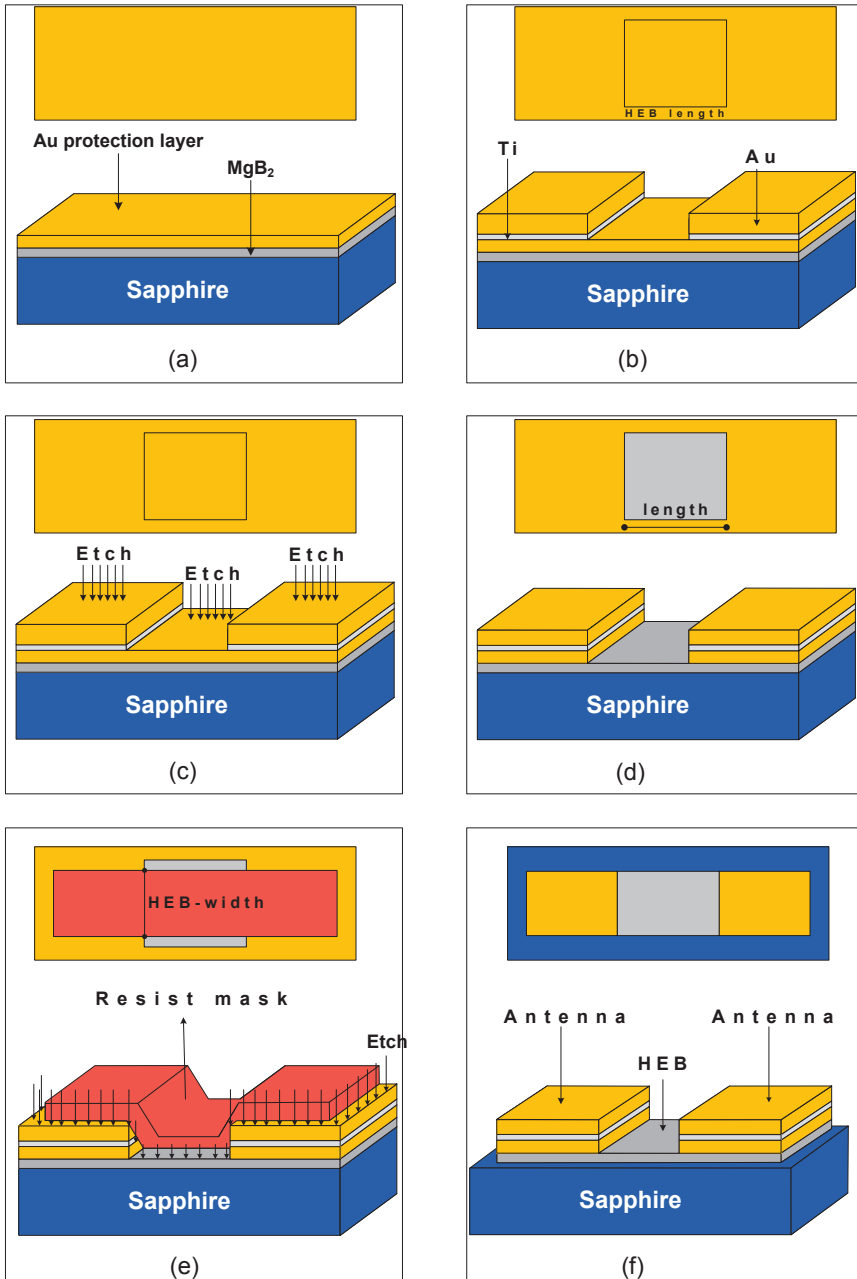 Au protection layer
MgB₂
Sapphire
(a)
HEB length
Ti
Au
Sapphire
(b)
Etch
Etch
Etch
Sapphire
(c)
length
Sapphire
(d)
HEB-width
Resist mask
Etch
Sapphire
(e)
Antenna
Antenna
HEB
Sapphire
(f)